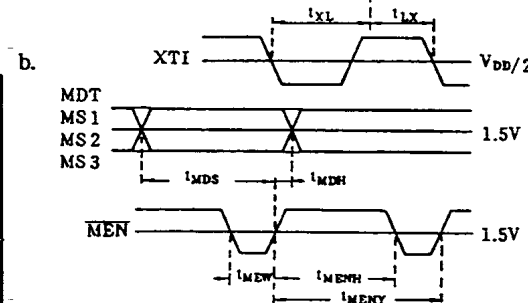 b.
tXL tLX
XTI VDD/2
MDT
MS1
MS2 1.5V
MS3
tMDS tMDH
MEN 1.5V
tMEW tMENH
tMENY